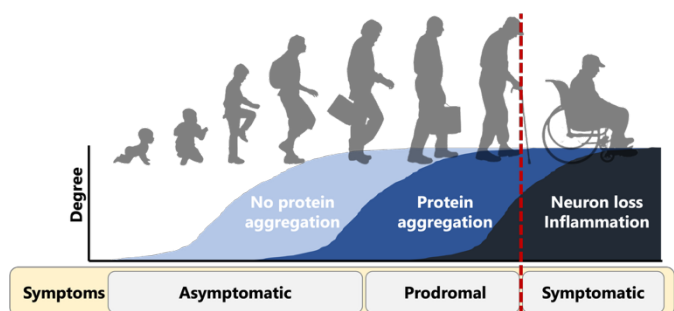 Degree
No protein
aggregation
Protein
aggregation
Neuron loss
Inflammation
Symptoms
Asymptomatic
Prodromal
Symptomatic